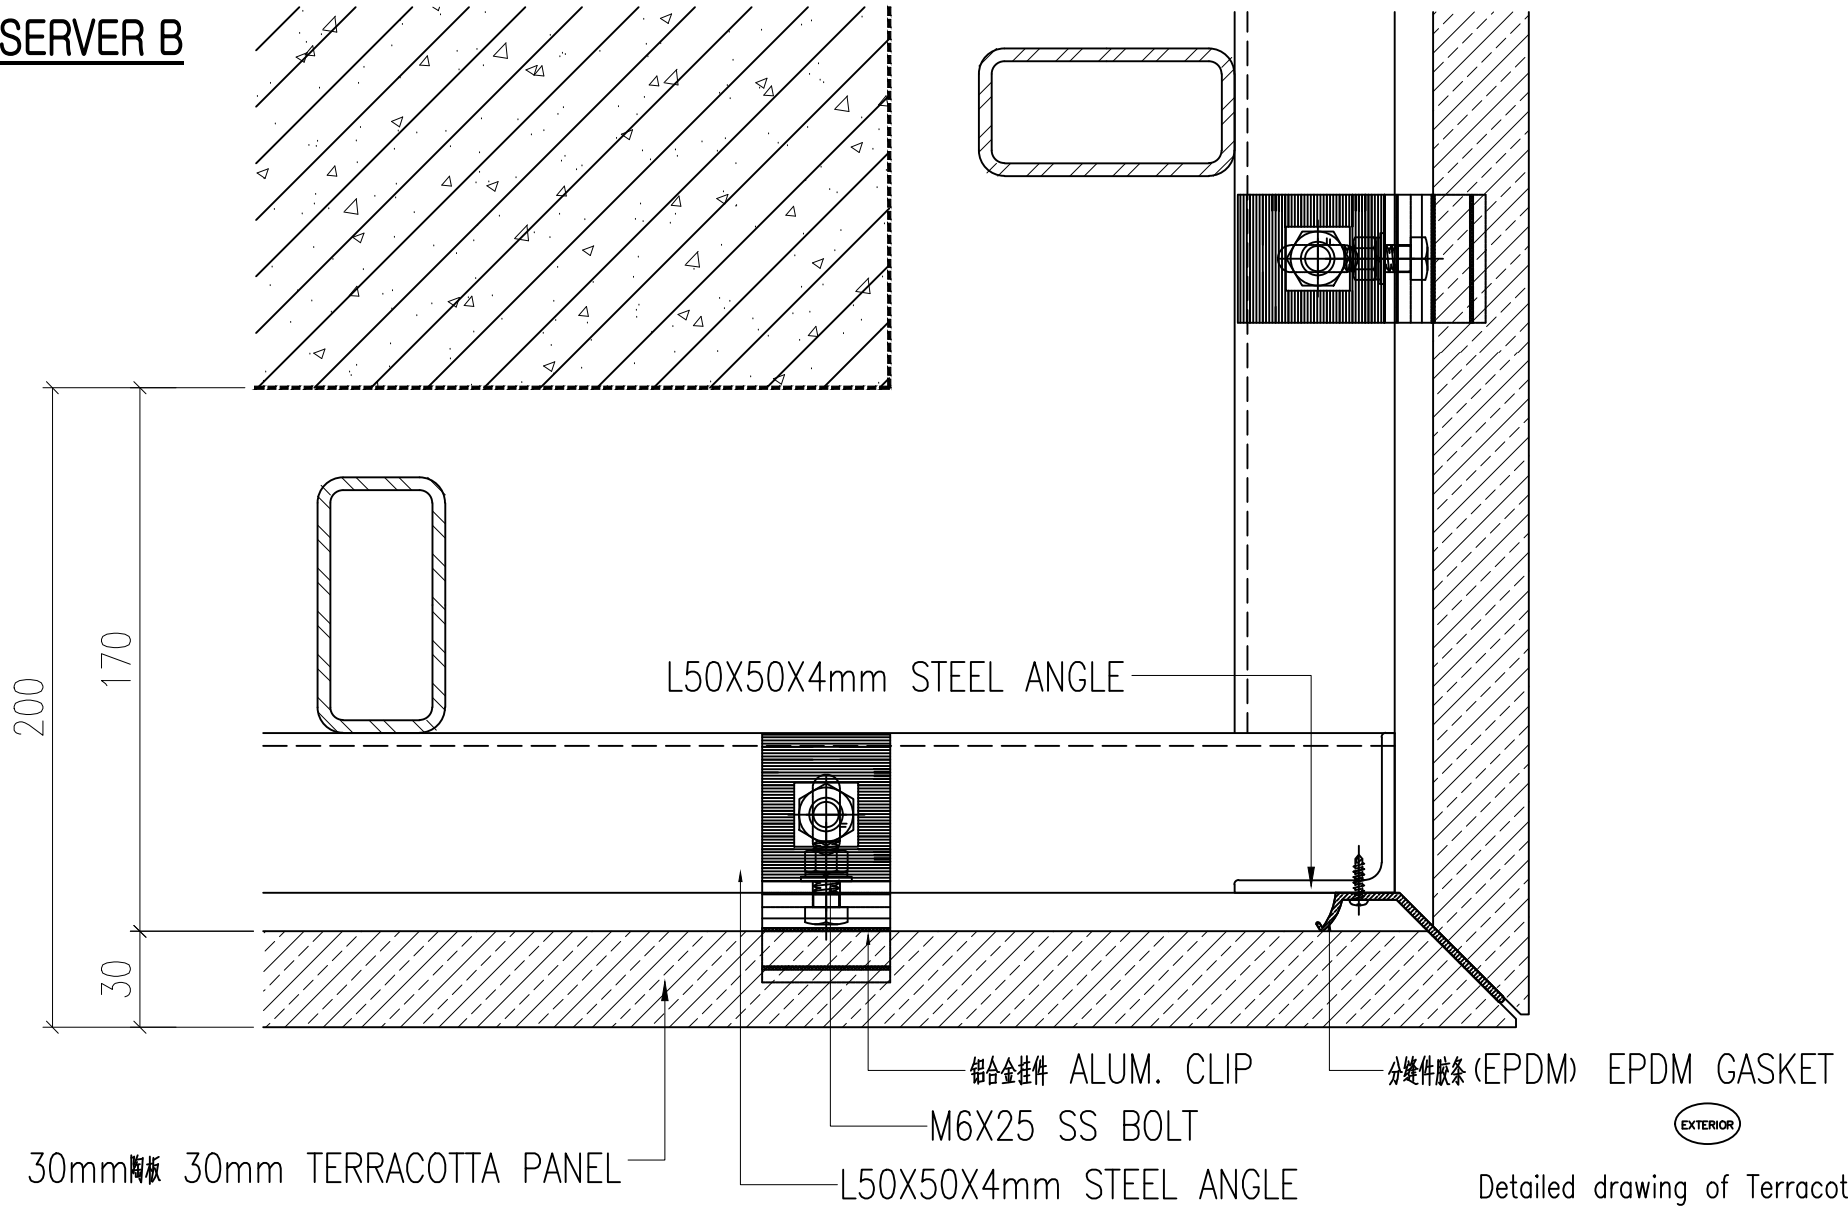 SERVER B
200
170
30
L50X50X4mm STEEL ANGLE
铝合金挂件 ALUM. CLIP
分缝件胶条(EPDM) EPDM GASKET
M6X25 SS BOLT
EXTERIOR
30mm陶板 30mm TERRACOTTA PANEL
L50X50X4mm STEEL ANGLE
Detailed drawing of Terracot